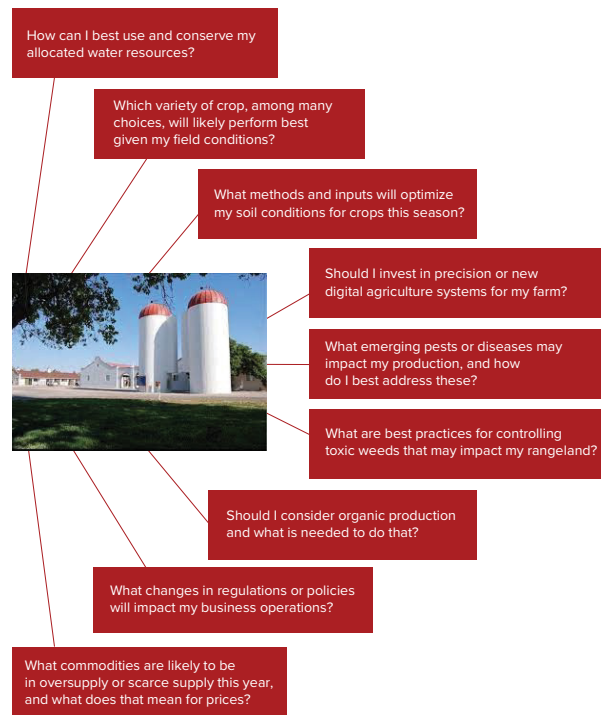 How can I best use and conserve my
allocated water resources?
Which variety of crop, among many
choices, will likely perform best
given my field conditions?
What methods and inputs will optimize
my soil conditions for crops this season?
Should I invest in precision or new
digital agriculture systems for my farm?
What emerging pests or diseases may
impact my production, and how
do I best address these?
What are best practices for controlling
toxic weeds that may impact my rangeland?
Should I consider organic production
and what is needed to do that?
What changes in regulations or policies
will impact my business operations?
What commodities are likely to be
in oversupply or scarce supply this year,
and what does that mean for prices?